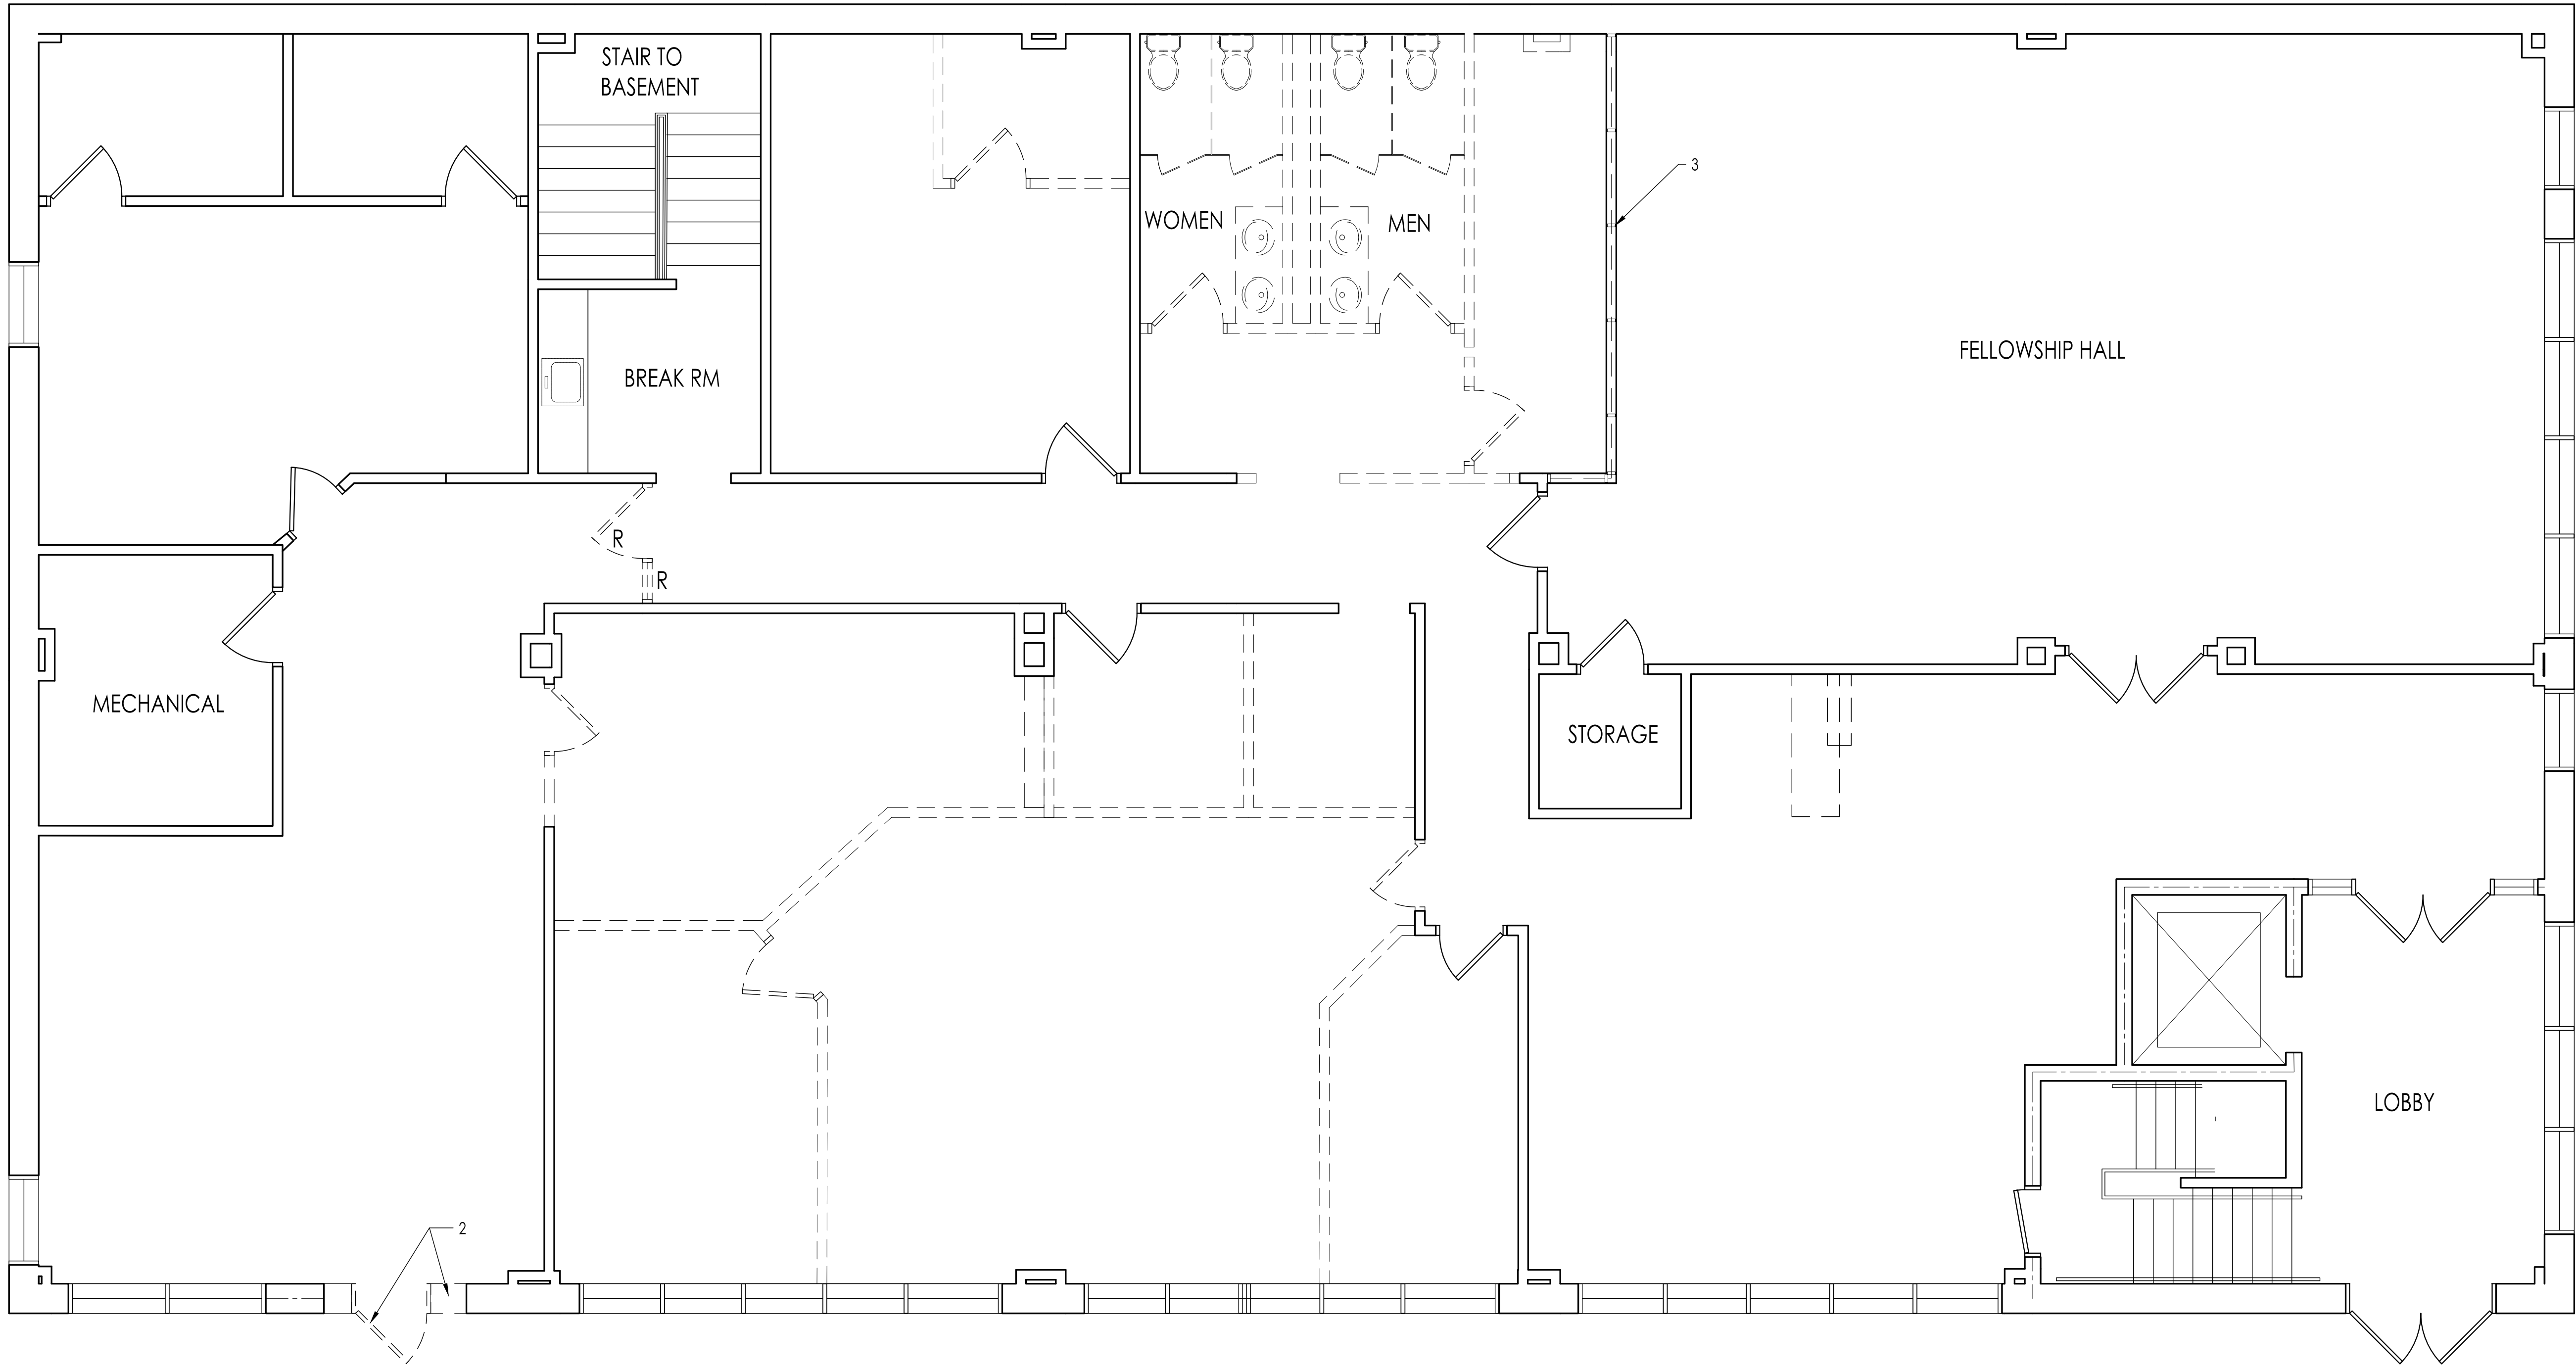 STAIR TO
BASEMENT
3
WOMEN
MEN
FELLOWSHIP HALL
BREAK RM
R
R
MECHANICAL
STORAGE
LOBBY
2